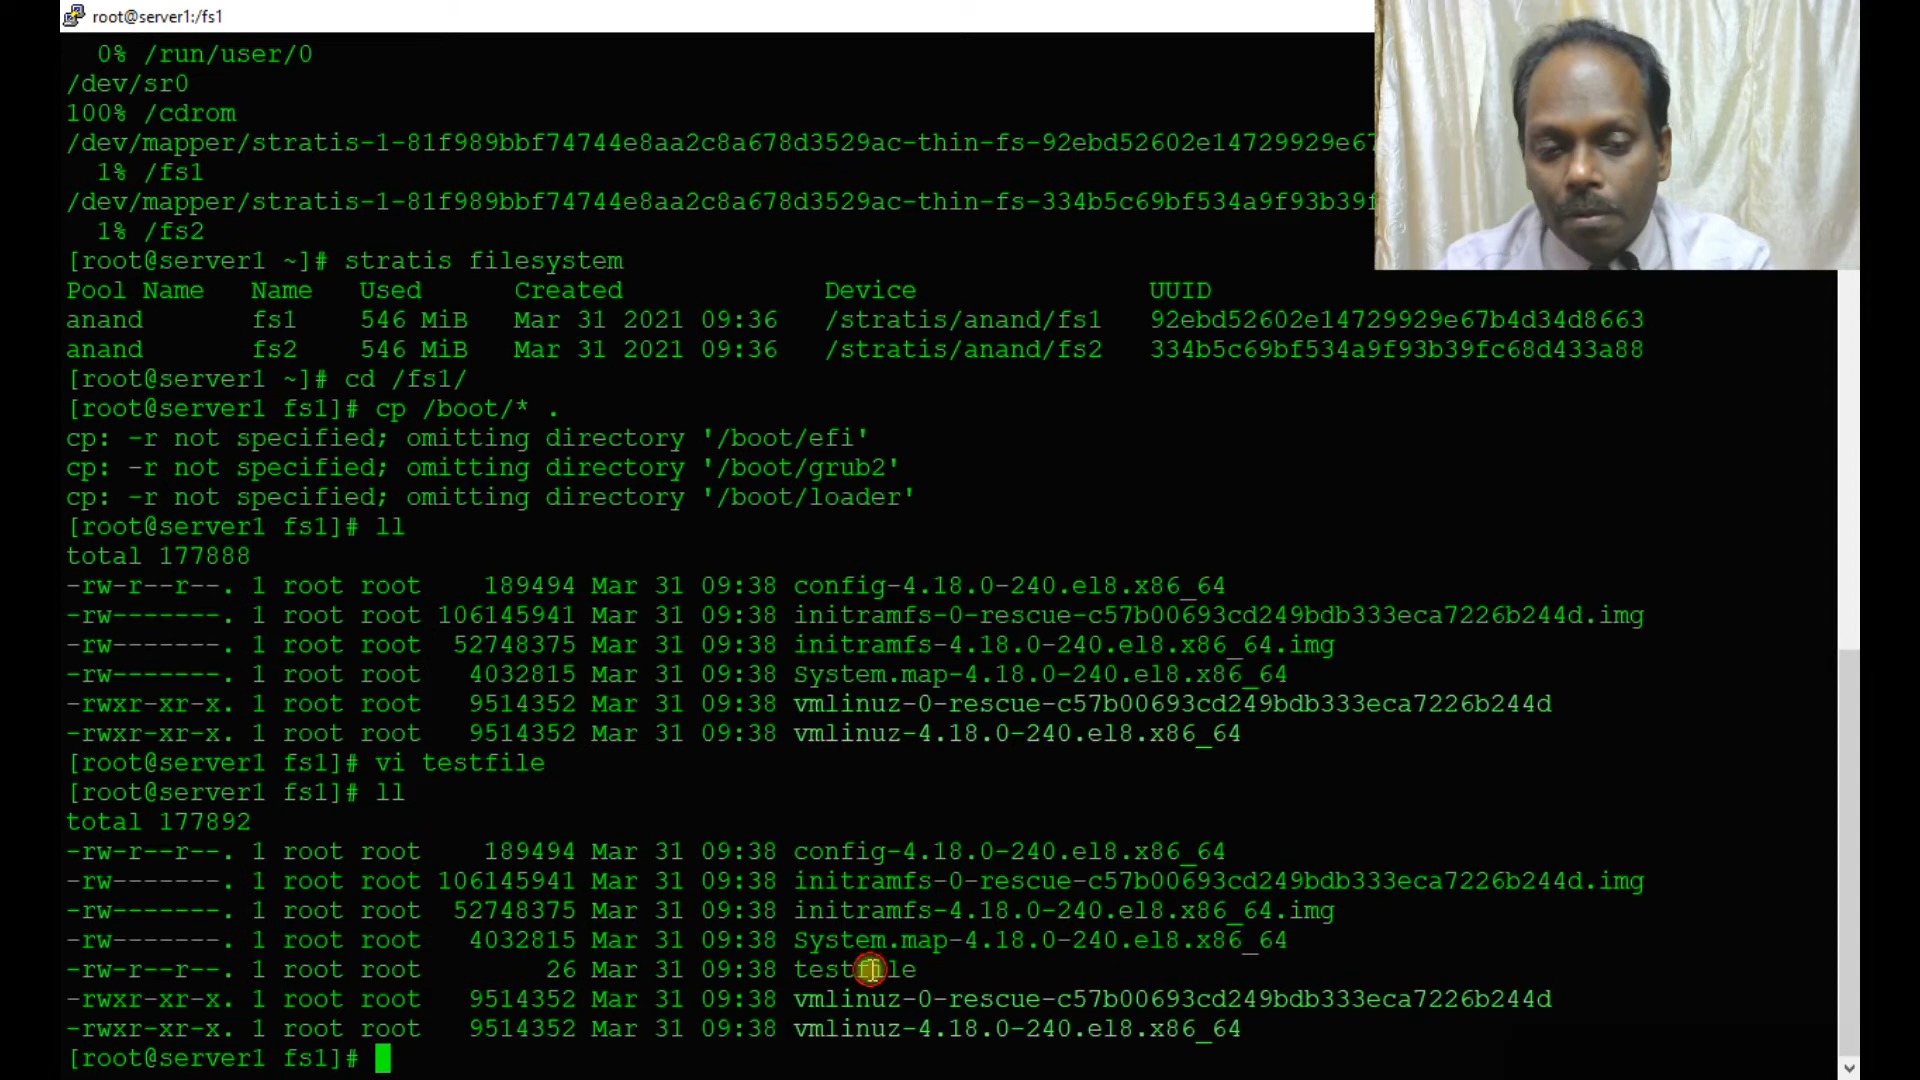 root@server1:/fs1
0% /run/user/0
/dev/sr0
100% /cdrom
/dev/mapper/stratis-1-81f989bbf74744e8aa2c8a678d3529ac-thin-fs-92ebd52602e14729929e67
1% /fs1
/dev/mapper/stratis-1-81f989bbf74744e8aa2c8a678d3529ac-thin-fs-334b5c69bf534a9f93b39f
1% /fs2
[root@server1 ~]# stratis filesystem
Pool Name   Name   Used      Created             Device              UUID
anand       fs1    546 MiB   Mar 31 2021 09:36   /stratis/anand/fs1   92ebd52602e14729929e67b4d34d8663
anand       fs2    546 MiB   Mar 31 2021 09:36   /stratis/anand/fs2   334b5c69bf534a9f93b39fc68d433a88
[root@server1 ~]# cd /fs1/
[root@server1 fs1]# cp /boot/* .
cp: -r not specified; omitting directory '/boot/efi'
cp: -r not specified; omitting directory '/boot/grub2'
cp: -r not specified; omitting directory '/boot/loader'
[root@server1 fs1]# ll
total 177888
-rw-r--r--. 1 root root    189494 Mar 31 09:38 config-4.18.0-240.el8.x86_64
-rw-------. 1 root root 106145941 Mar 31 09:38 initramfs-0-rescue-c57b00693cd249bdb333eca7226b244d.img
-rw-------. 1 root root  52748375 Mar 31 09:38 initramfs-4.18.0-240.el8.x86_64.img
-rw-------. 1 root root   4032815 Mar 31 09:38 System.map-4.18.0-240.el8.x86_64
-rwxr-xr-x. 1 root root   9514352 Mar 31 09:38 vmlinuz-0-rescue-c57b00693cd249bdb333eca7226b244d
-rwxr-xr-x. 1 root root   9514352 Mar 31 09:38 vmlinuz-4.18.0-240.el8.x86_64
[root@server1 fs1]# vi testfile
[root@server1 fs1]# ll
total 177892
-rw-r--r--. 1 root root    189494 Mar 31 09:38 config-4.18.0-240.el8.x86_64
-rw-------. 1 root root 106145941 Mar 31 09:38 initramfs-0-rescue-c57b00693cd249bdb333eca7226b244d.img
-rw-------. 1 root root  52748375 Mar 31 09:38 initramfs-4.18.0-240.el8.x86_64.img
-rw-------. 1 root root   4032815 Mar 31 09:38 System.map-4.18.0-240.el8.x86_64
-rw-r--r--. 1 root root        26 Mar 31 09:38 testfile
-rwxr-xr-x. 1 root root   9514352 Mar 31 09:38 vmlinuz-0-rescue-c57b00693cd249bdb333eca7226b244d
-rwxr-xr-x. 1 root root   9514352 Mar 31 09:38 vmlinuz-4.18.0-240.el8.x86_64
[root@server1 fs1]#